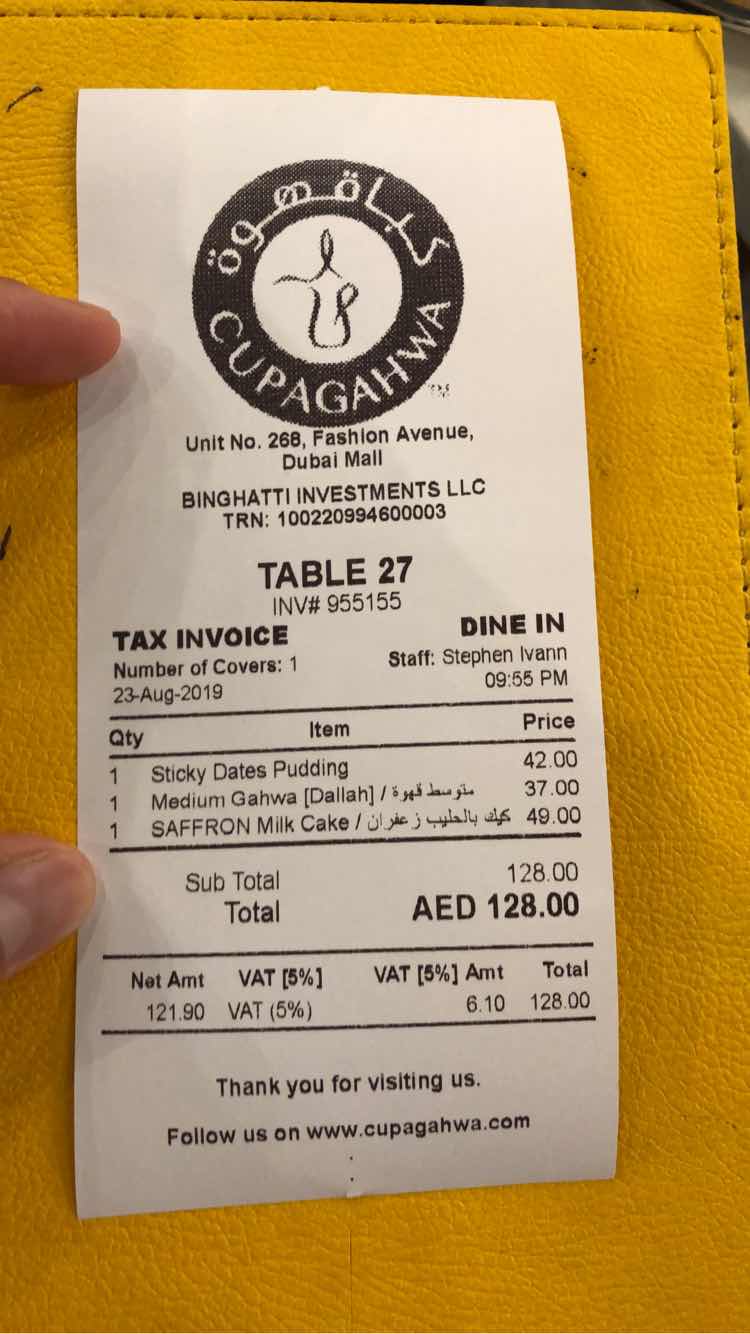 كباة قهوة
CUPAGAHWA
TM
Unit No. 268, Fashion Avenue,
Dubai Mall
BINGHATTI INVESTMENTS LLC
TRN: 100220994600003
TABLE 27
INV# 955155
TAX INVOICE DINE IN
Number of Covers: 1 Staff: Stephen Ivann
23-Aug-2019 09:55 PM
Qty Item Price
1 Sticky Dates Pudding 42.00
1 Medium Gahwa [Dallah] / متوسط قهوة 37.00
1 SAFFRON Milk Cake / كيك بالحليب زعفران 49.00
Sub Total 128.00
Total AED 128.00
Net Amt VAT [5%] VAT [5%] Amt Total
121.90 VAT (5%) 6.10 128.00
Thank you for visiting us.
Follow us on www.cupagahwa.com